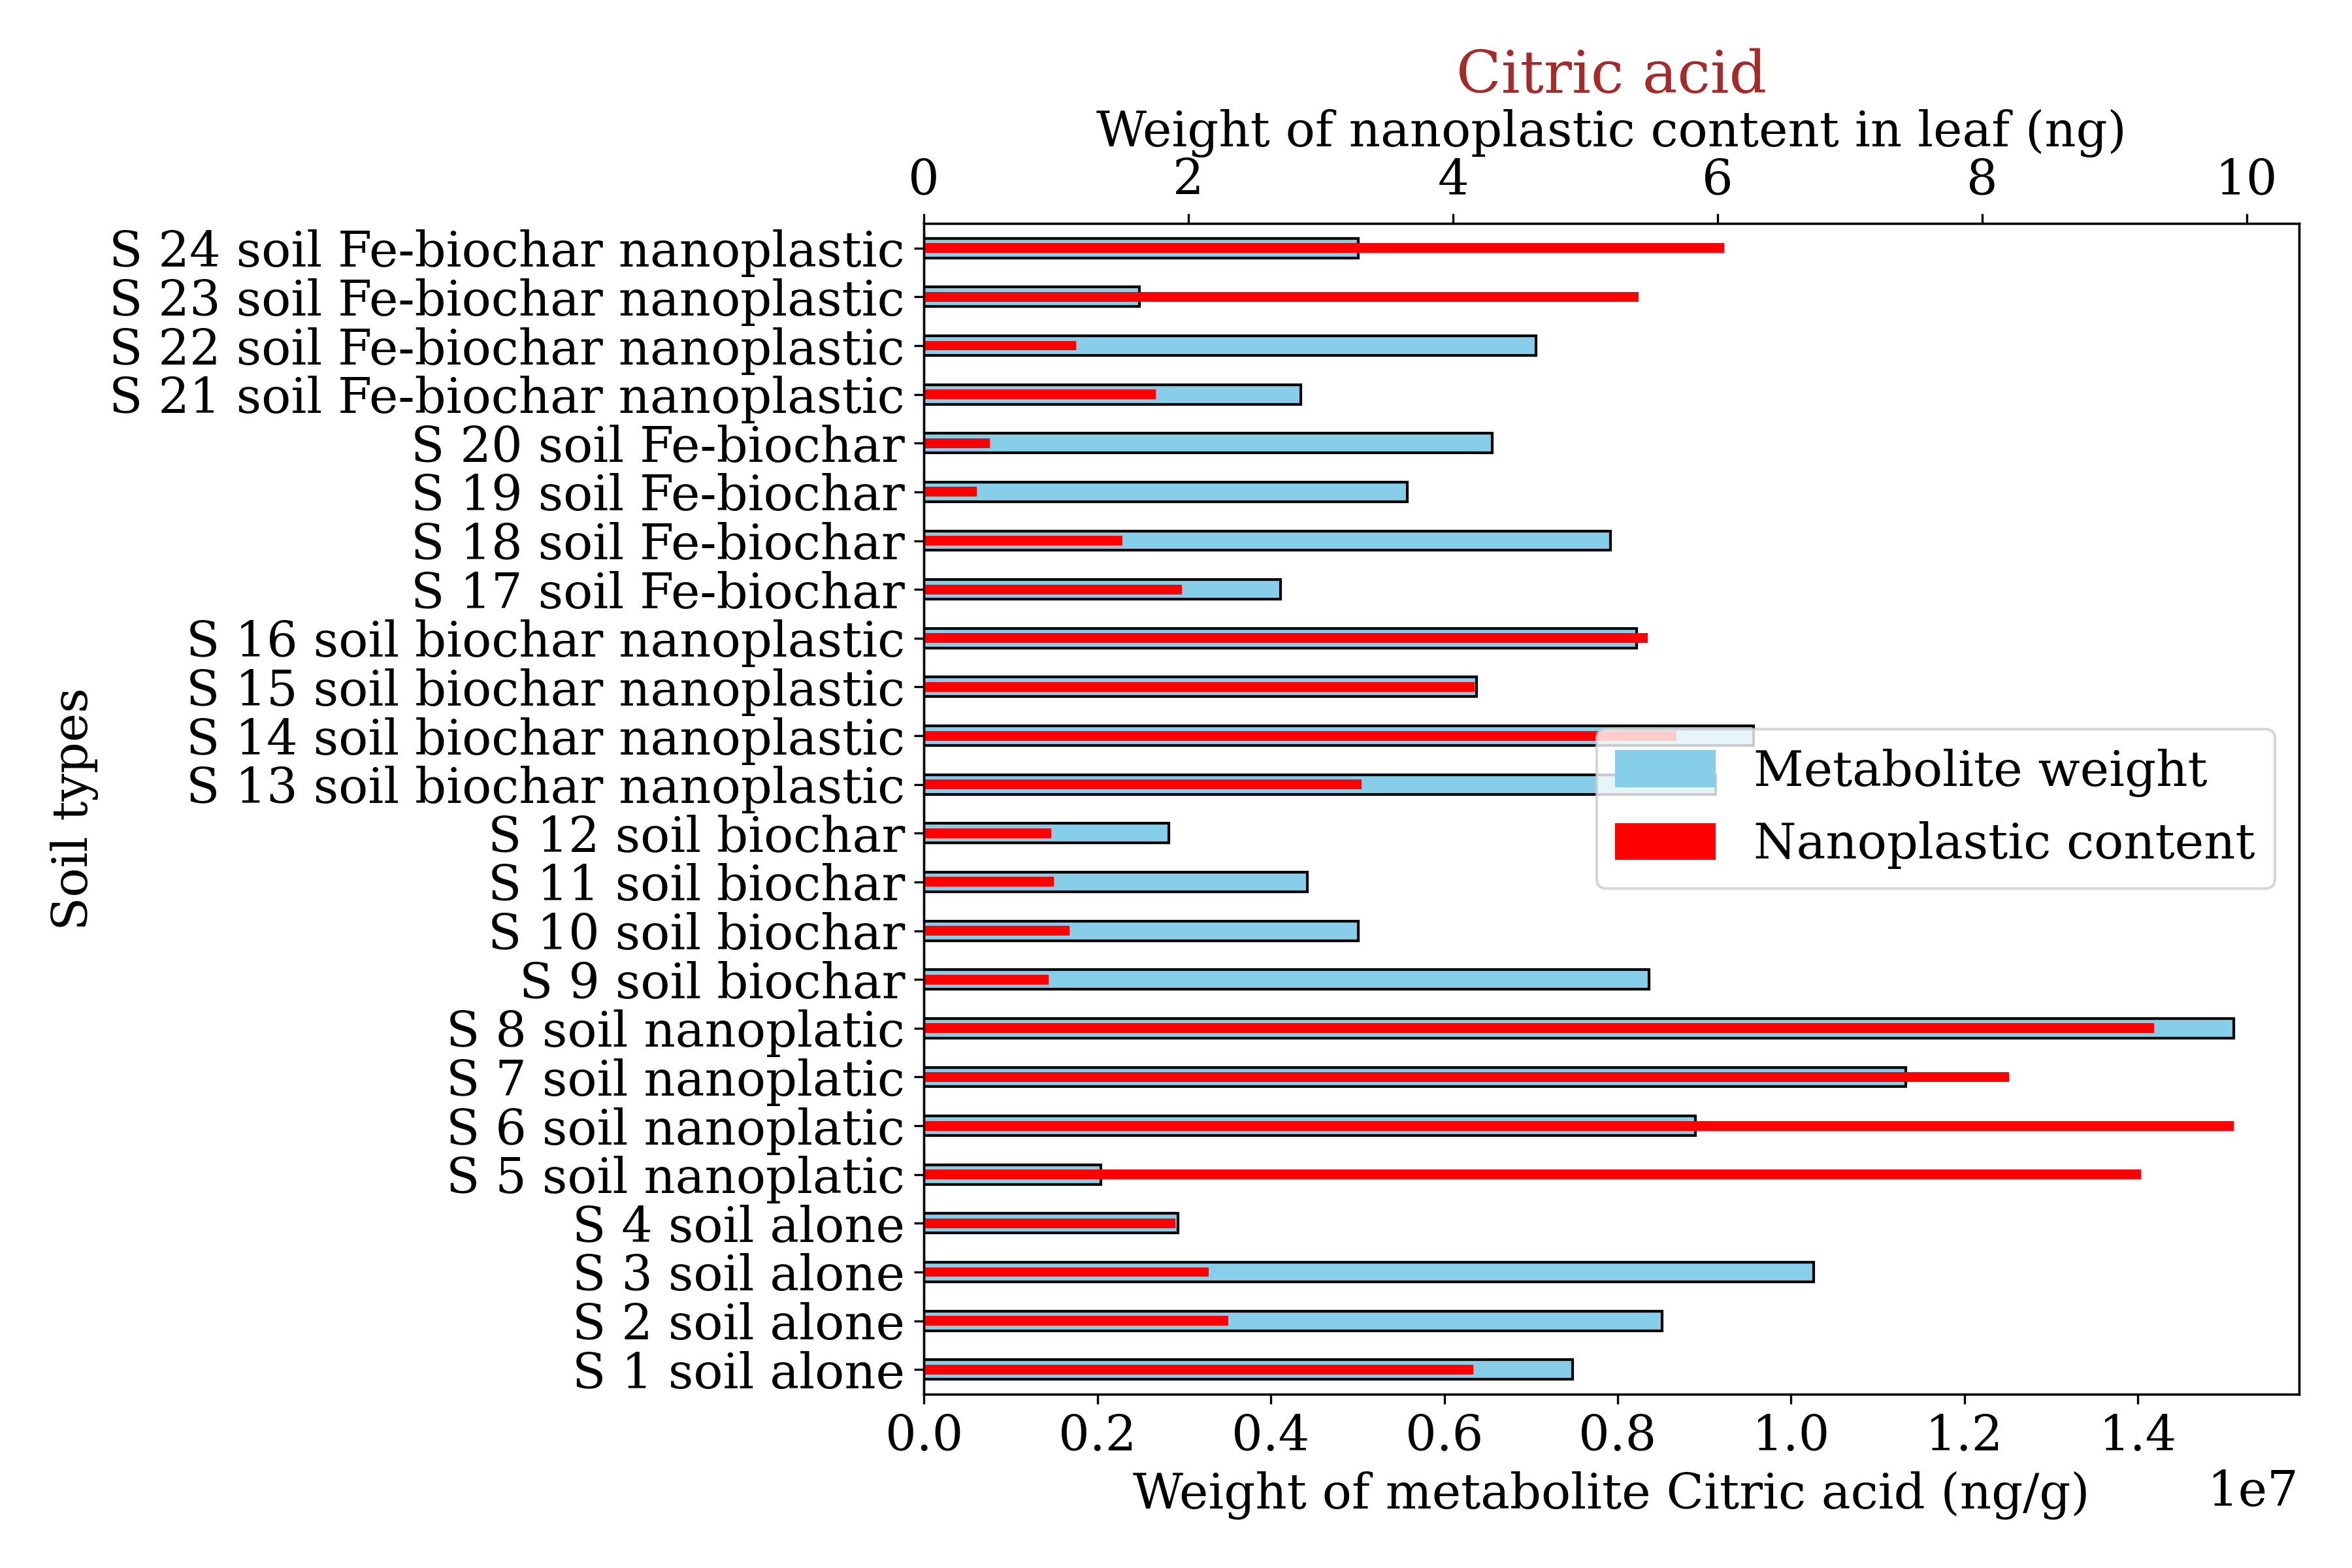 Citric acid
Weight of nanoplastic content in leaf (ng)
0 2 4 6 8 10
S 24 soil Fe-biochar nanoplastic
S 23 soil Fe-biochar nanoplastic
S 22 soil Fe-biochar nanoplastic
S 21 soil Fe-biochar nanoplastic
S 20 soil Fe-biochar
S 19 soil Fe-biochar
S 18 soil Fe-biochar
S 17 soil Fe-biochar
S 16 soil biochar nanoplastic
S 15 soil biochar nanoplastic
S 14 soil biochar nanoplastic
S 13 soil biochar nanoplastic
S 12 soil biochar
S 11 soil biochar
S 10 soil biochar
S 9 soil biochar
S 8 soil nanoplatic
S 7 soil nanoplatic
S 6 soil nanoplatic
S 5 soil nanoplatic
S 4 soil alone
S 3 soil alone
S 2 soil alone
S 1 soil alone
Soil types
Metabolite weight
Nanoplastic content
0.0 0.2 0.4 0.6 0.8 1.0 1.2 1.4
Weight of metabolite Citric acid (ng/g)
1e7